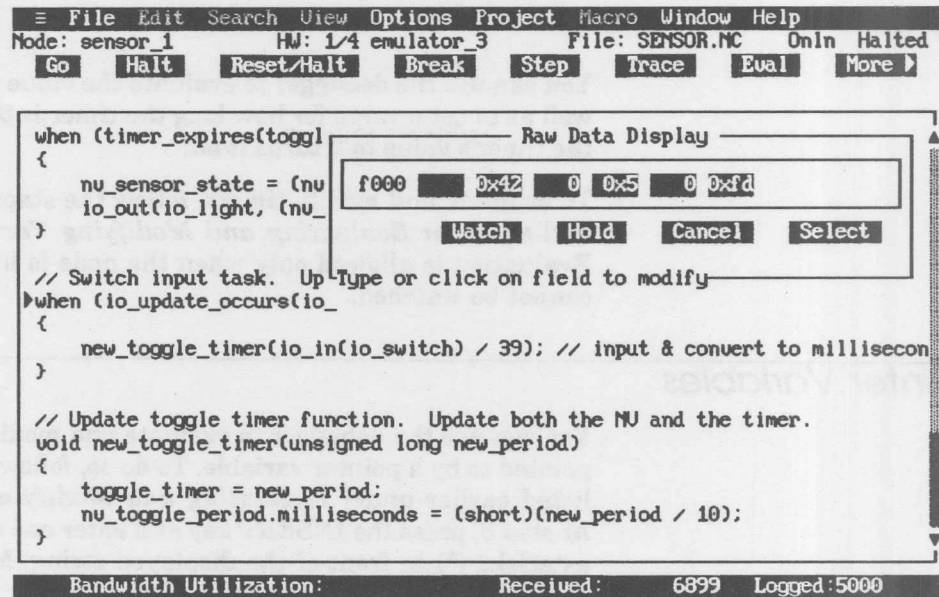 ≡ File Edit Search View Options Project Macro Window Help
Node: sensor_1 HW: 1/4 emulator_3 File: SENSOR.NC Onln Halted
Go Halt Reset/Halt Break Step Trace Eval More
when (timer_expires(toggl
Raw Data Display
{
nv_sensor_state = (nv
f000 0x42 0 0x5 0 0xfd
io_out(io_light, (nv_
}
Watch Hold Cancel Select
// Switch input task. Up
Type or click on field to modify
when (io_update_occurs(io_
{
new_toggle_timer(io_in(io_switch) / 39); // input & convert to millisecon
}
// Update toggle timer function. Update both the NV and the timer.
void new_toggle_timer(unsigned long new_period)
{
toggle_timer = new_period;
nv_toggle_period.milliseconds = (short)(new_period / 10);
Bandwidth Utilization: Received: 6899 Logged:5000